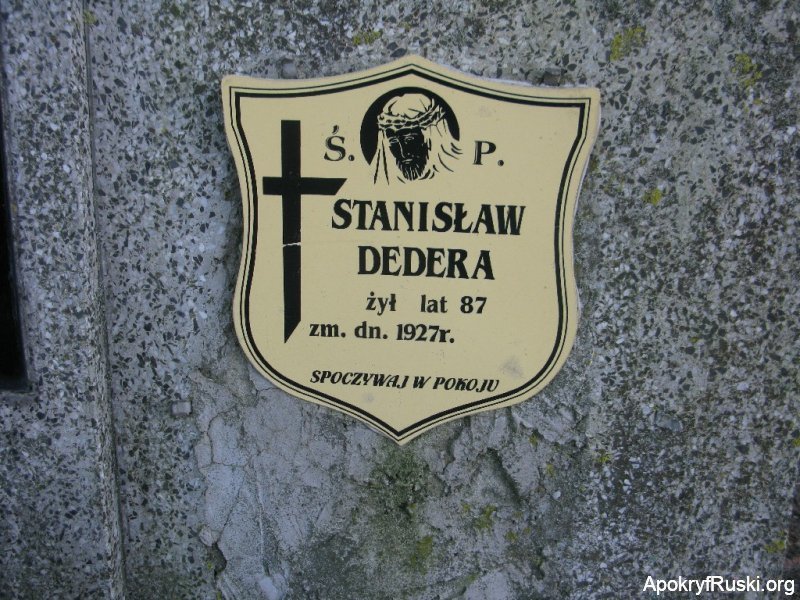 Ś. P.
STANISŁAW
DEDERA
żył lat 87
zm. dn. 1927r.
SPOCZYWAJ W POKOJU
ApokryfRuski.org